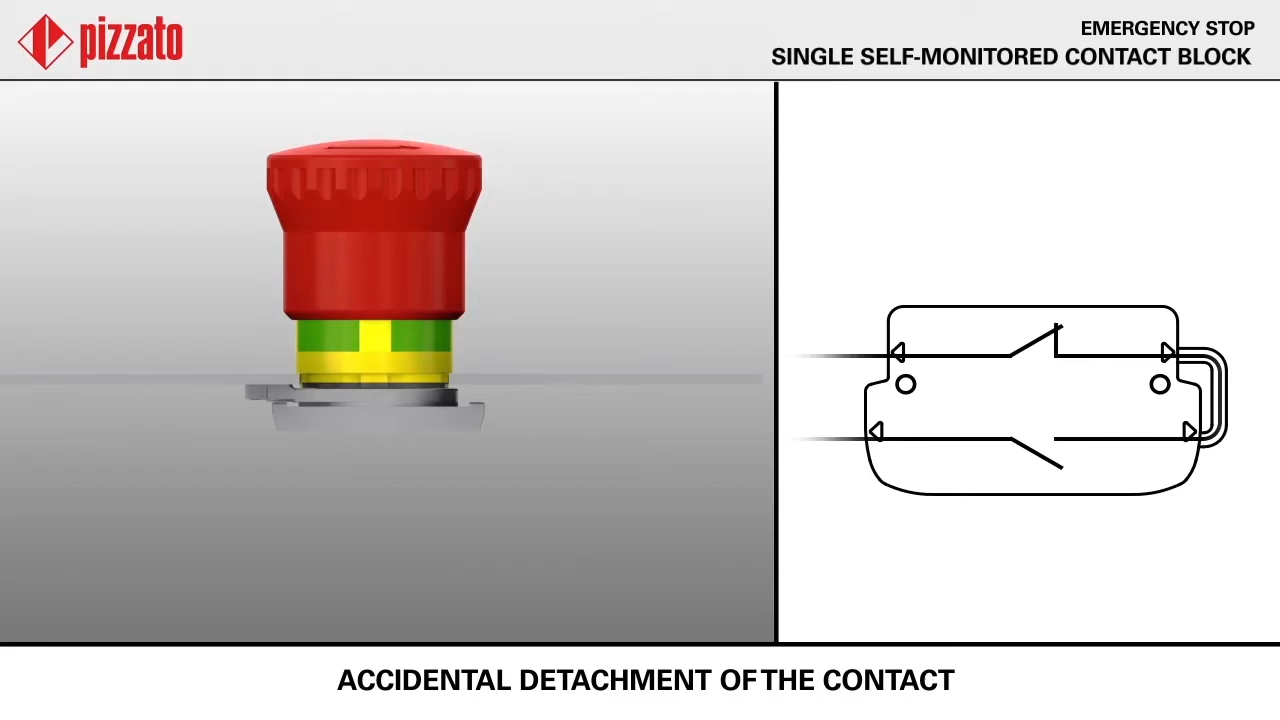 pizzato
EMERGENCY STOP
SINGLE SELF-MONITORED CONTACT BLOCK
ACCIDENTAL DETACHMENT OF THE CONTACT